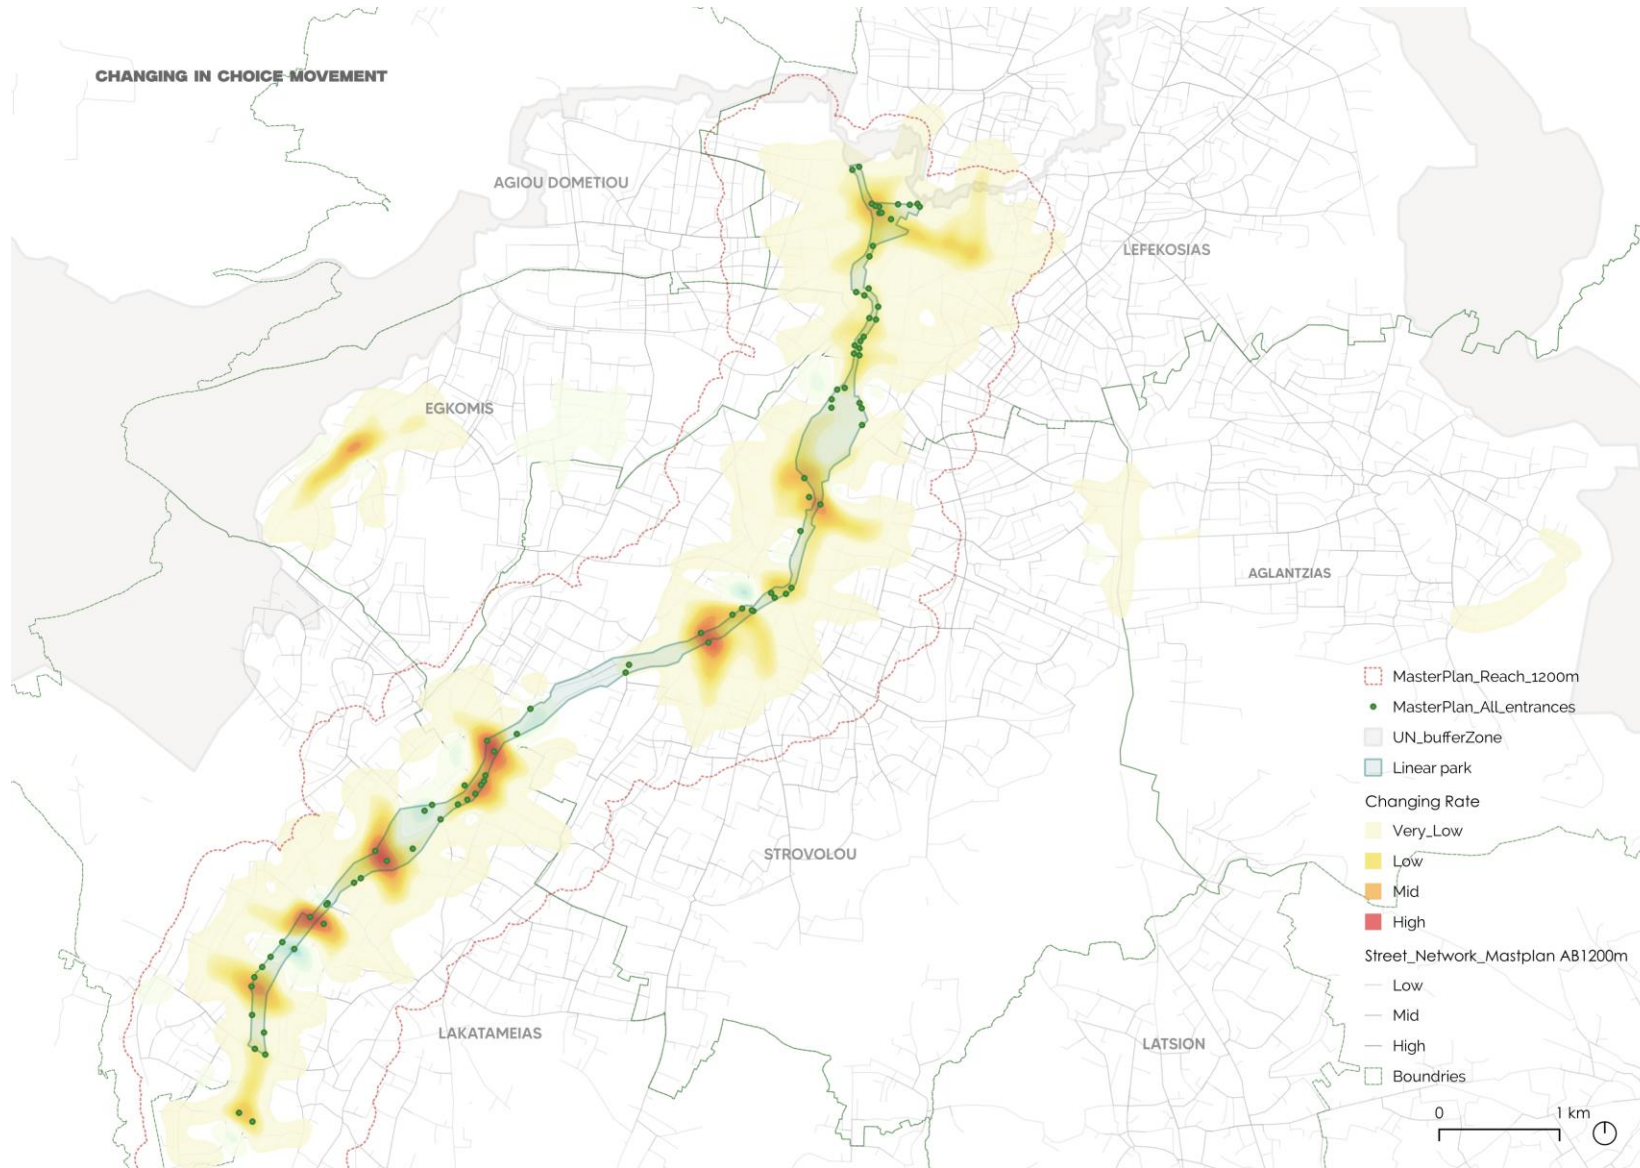 CHANGING IN CHOICE MOVEMENT
AGIOU DOMETIOU
LEFEKOSIAS
EGKOMIS
AGLANTZIAS
STROVOLOU
LAKATAMEIAS
LATSION
MasterPlan_Reach_1200m
MasterPlan_All_entrances
UN_bufferZone
Linear park
Changing Rate
Very_Low
Low
Mid
High
Street_Network_Mastplan AB1200m
Low
Mid
High
Boundries
0 1 km